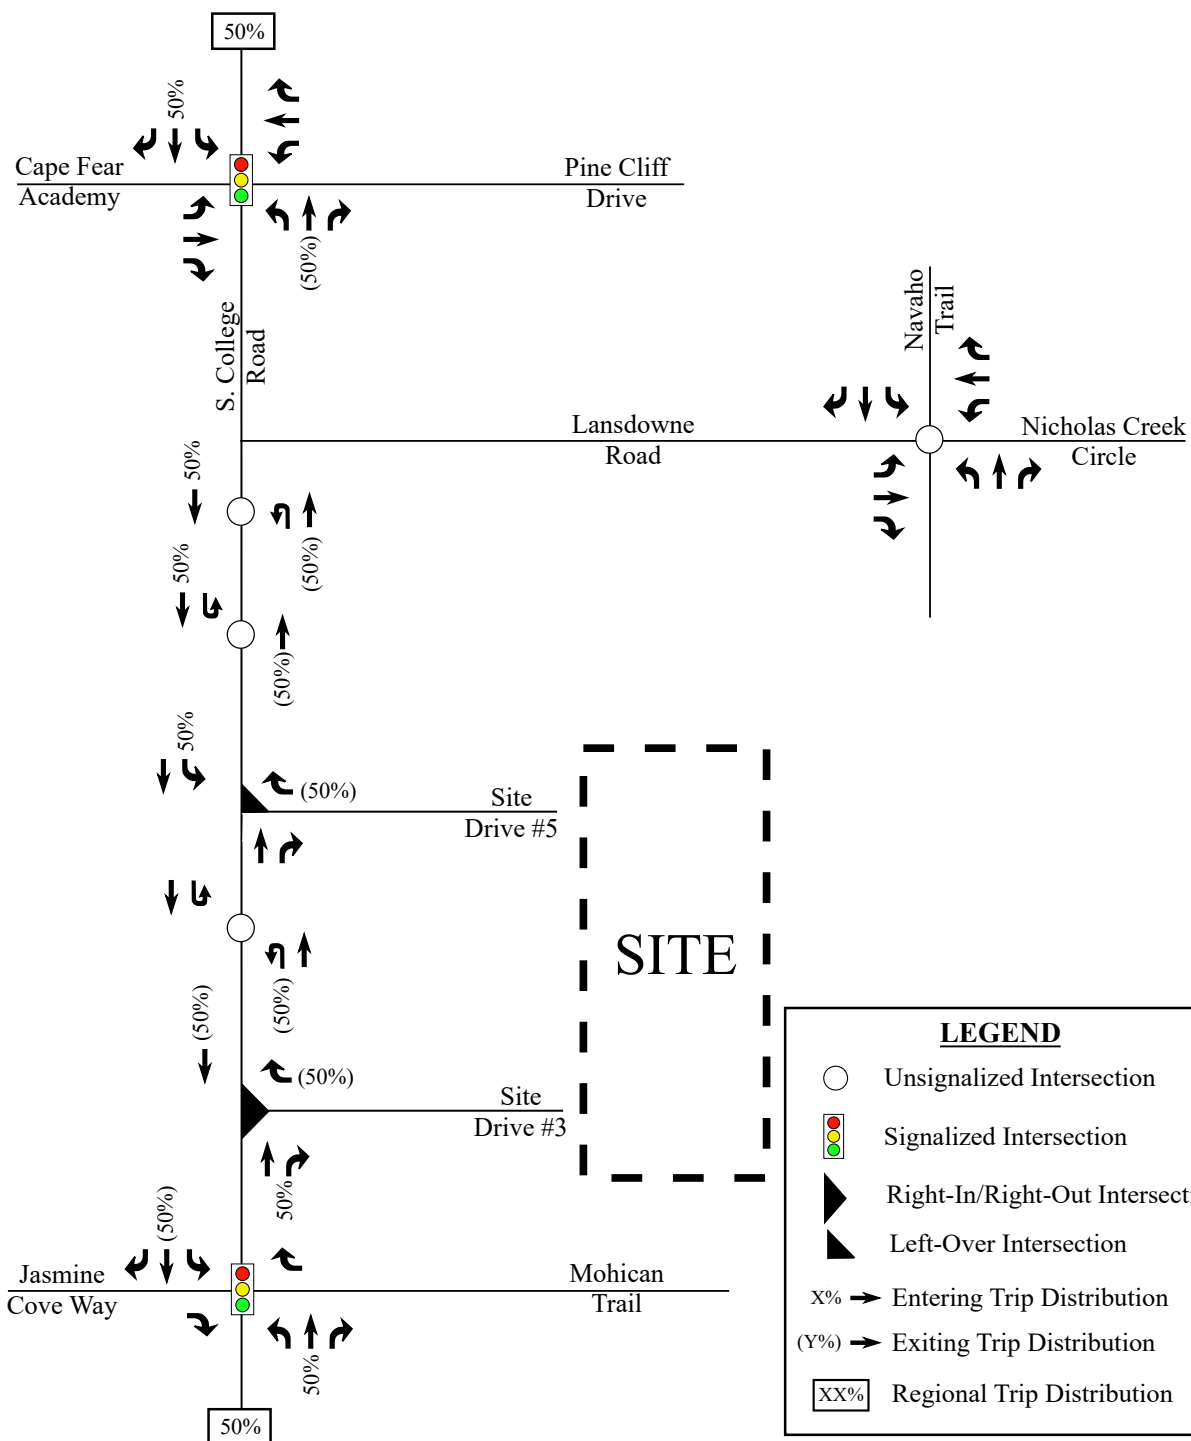 50%
50%
Cape Fear
Academy
Pine Cliff
Drive
(50%)
S. College
Road
Navaho
Trail
Lansdowne
Road
Nicholas Creek
Circle
50%
(50%)
50%
(50%)
50%
(50%)
Site
Drive #5
SITE
(50%)
(50%)
(50%)
Site
Drive #3
50%
(50%)
Jasmine
Cove Way
Mohican
Trail
50%
50%
LEGEND
Unsignalized Intersection
Signalized Intersection
Right-In/Right-Out Intersecti
Left-Over Intersection
X% Entering Trip Distribution
(Y%) Exiting Trip Distribution
XX% Regional Trip Distribution